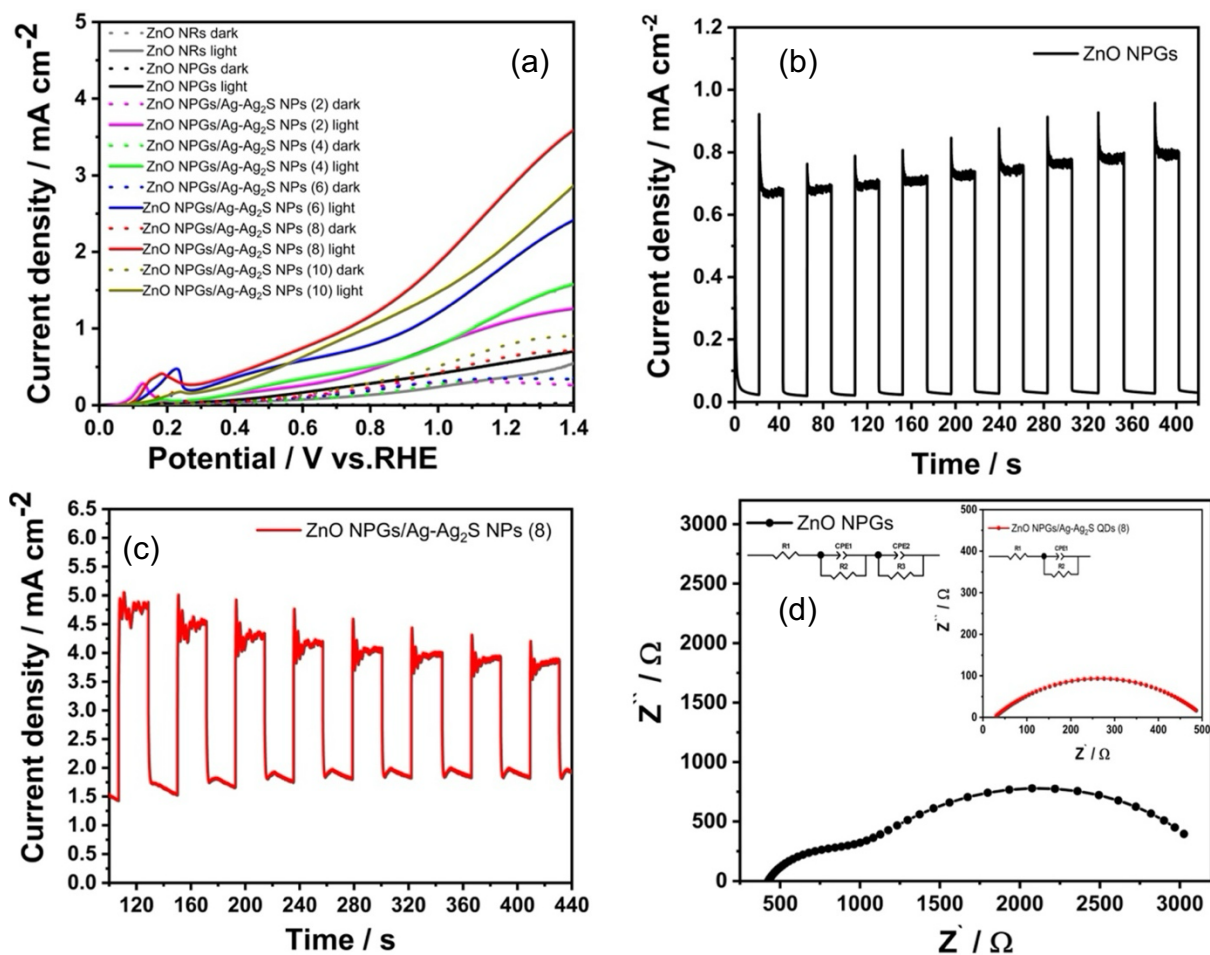 (a)
ZnO NRs dark
ZnO NRs light
ZnO NPGs dark
ZnO NPGs light
ZnO NPGs/Ag-Ag₂S NPs (2) dark
ZnO NPGs/Ag-Ag₂S NPs (2) light
ZnO NPGs/Ag-Ag₂S NPs (4) dark
ZnO NPGs/Ag-Ag₂S NPs (4) light
ZnO NPGs/Ag-Ag₂S NPs (6) dark
ZnO NPGs/Ag-Ag₂S NPs (6) light
ZnO NPGs/Ag-Ag₂S NPs (8) dark
ZnO NPGs/Ag-Ag₂S NPs (8) light
ZnO NPGs/Ag-Ag₂S NPs (10) dark
ZnO NPGs/Ag-Ag₂S NPs (10) light
Current density / mA cm⁻²
5
4
3
2
1
0
0.0 0.2 0.4 0.6 0.8 1.0 1.2 1.4
Potential / V vs.RHE
(b)
ZnO NPGs
Current density / mA cm⁻²
1.2
1.0
0.8
0.6
0.4
0.2
0.0
0 40 80 120 160 200 240 280 320 360 400
Time / s
(c)
ZnO NPGs/Ag-Ag₂S NPs (8)
Current density / mA cm⁻²
6.5
6.0
5.5
5.0
4.5
4.0
3.5
3.0
2.5
2.0
1.5
1.0
0.5
0.0
120 160 200 240 280 320 360 400 440
Time / s
(d)
ZnO NPGs
R1 CPE1 CPE2
R2 R3
Z`` / Ω
3000
2750
2500
2250
2000
1750
1500
1250
1000
750
500
250
0
500 1000 1500 2000 2500 3000
Z` / Ω
ZnO NPGs/Ag-Ag₂S QDs (8)
R1 CPE1
R2
Z`` / Ω
500
400
300
200
100
0
0 100 200 300 400 500
Z` / Ω